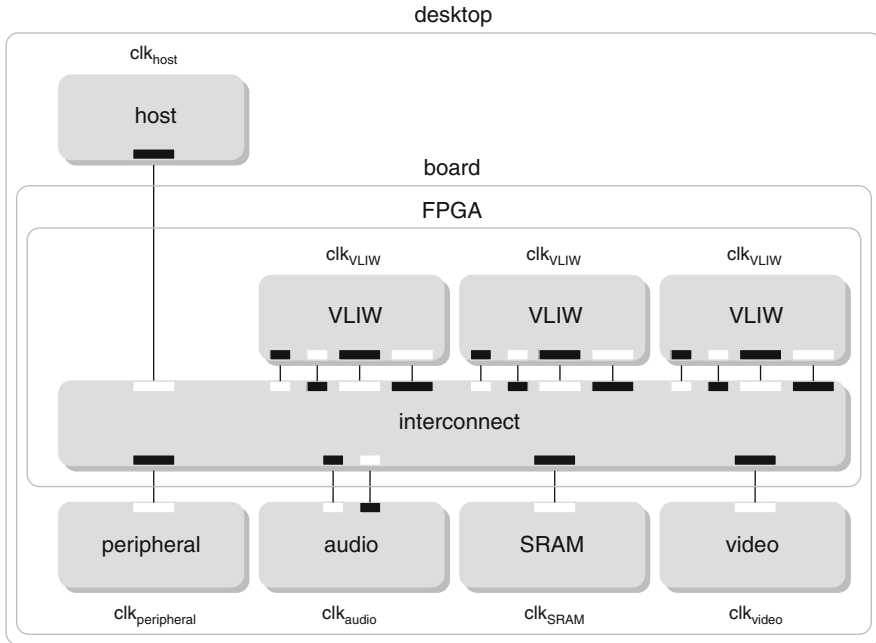 desktop
clk_host
host
board
FPGA
clk_VLIW clk_VLIW clk_VLIW
VLIW VLIW VLIW
interconnect
peripheral audio SRAM video
clk_peripheral clk_audio clk_SRAM clk_video